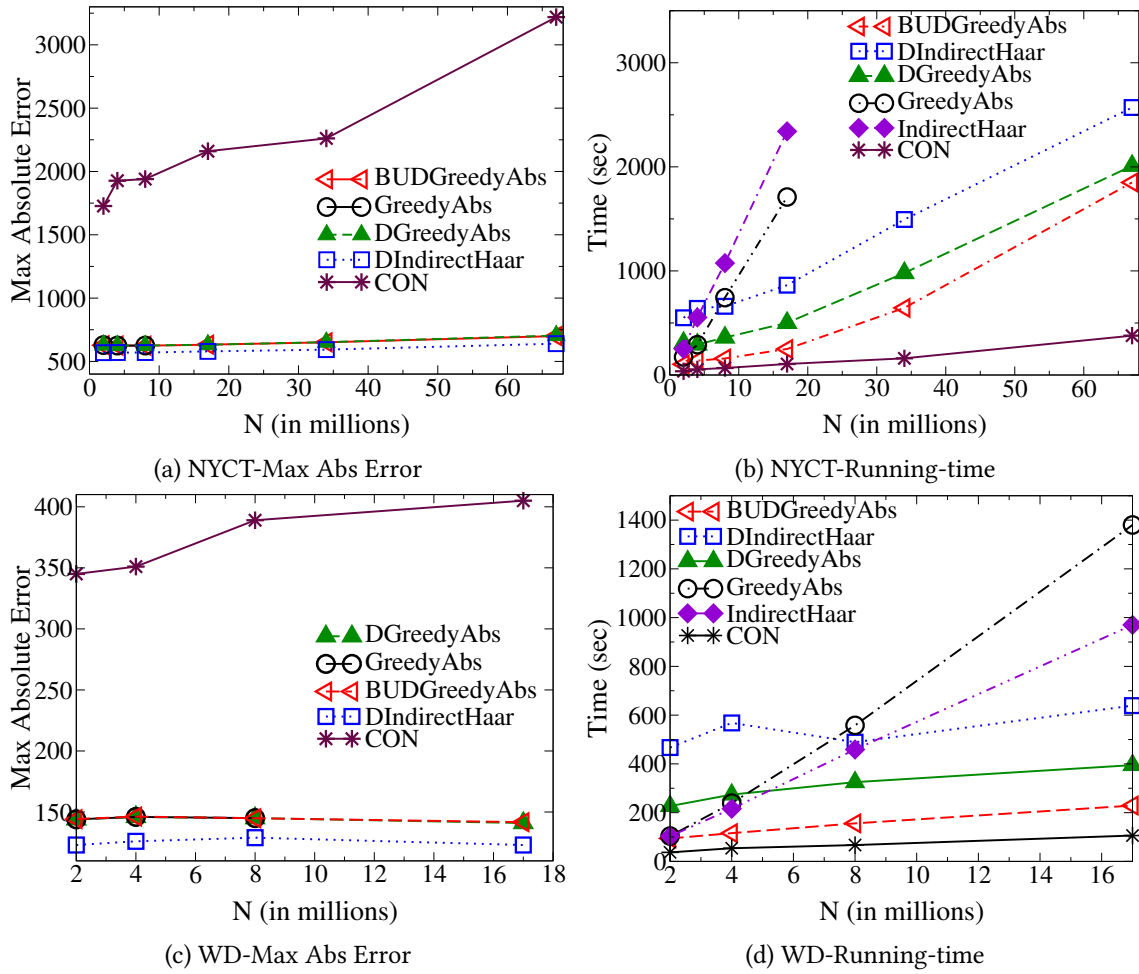 3000
2500
2000
1500
1000
500
Max Absolute Error
BUDGreedyAbs
GreedyAbs
DGreedyAbs
DIndirectHaar
CON
0 10 20 30 40 50 60
N (in millions)
(a) NYCT-Max Abs Error
3000
2000
1000
0
Time (sec)
BUDGreedyAbs
DIndirectHaar
DGreedyAbs
GreedyAbs
IndirectHaar
CON
0 10 20 30 40 50 60
N (in millions)
(b) NYCT-Running-time
400
350
300
250
200
150
Max Absolute Error
DGreedyAbs
GreedyAbs
BUDGreedyAbs
DIndirectHaar
CON
2 4 6 8 10 12 14 16 18
N (in millions)
(c) WD-Max Abs Error
1400
1200
1000
800
600
400
200
0
Time (sec)
BUDGreedyAbs
DIndirectHaar
DGreedyAbs
GreedyAbs
IndirectHaar
CON
2 4 6 8 10 12 14 16
N (in millions)
(d) WD-Running-time